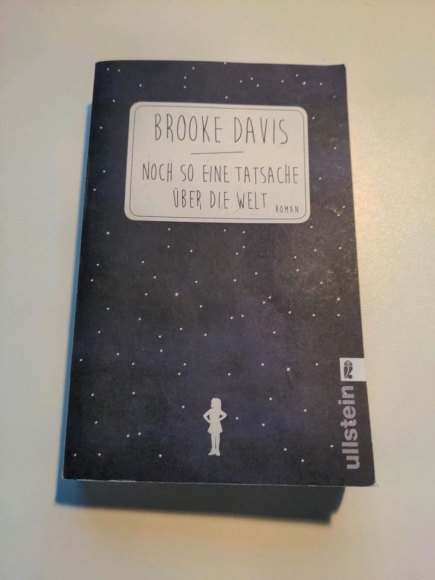 BROOKE DAVIS
NOCH SO EINE TATSACHE
ÜBER DIE WELT
ROMAN
ullstein